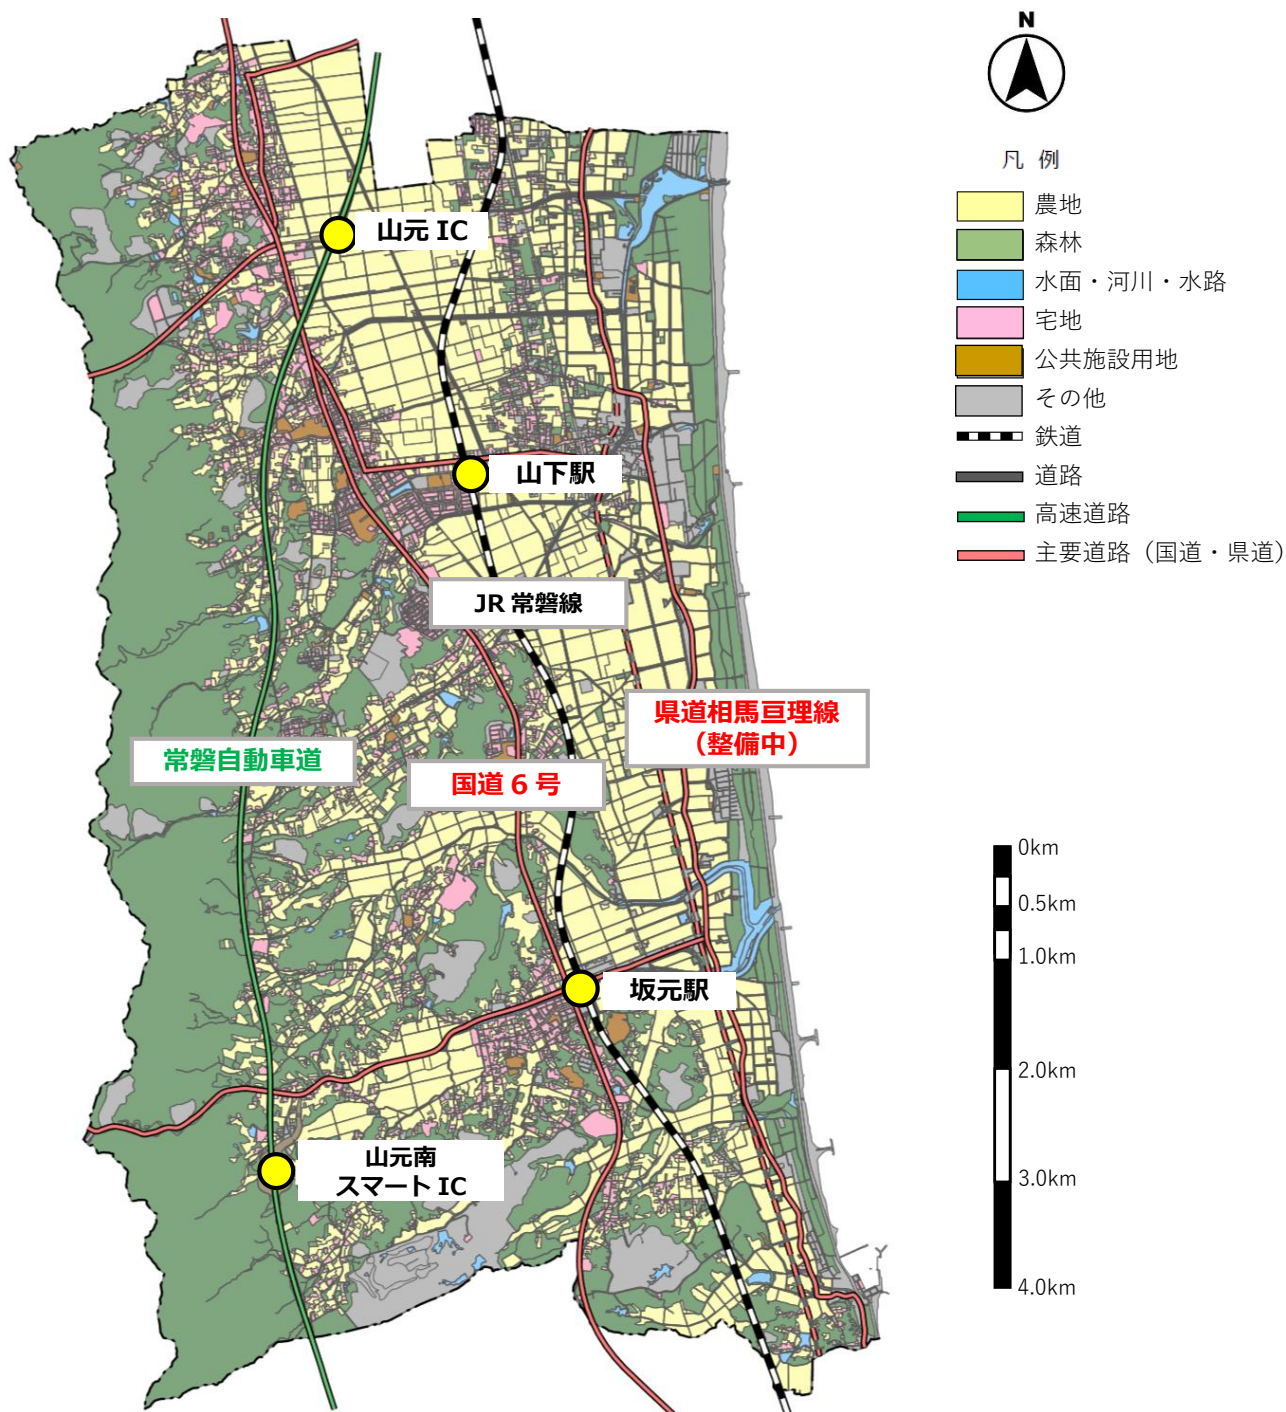 N
凡 例
農地
森林
水面・河川・水路
宅地
公共施設用地
その他
鉄道
道路
高速道路
主要道路（国道・県道）
山元 IC
山下駅
JR 常磐線
県道相馬亘理線
（整備中）
常磐自動車道
国道 6 号
坂元駅
山元南
スマート IC
0km
0.5km
1.0km
2.0km
3.0km
4.0km